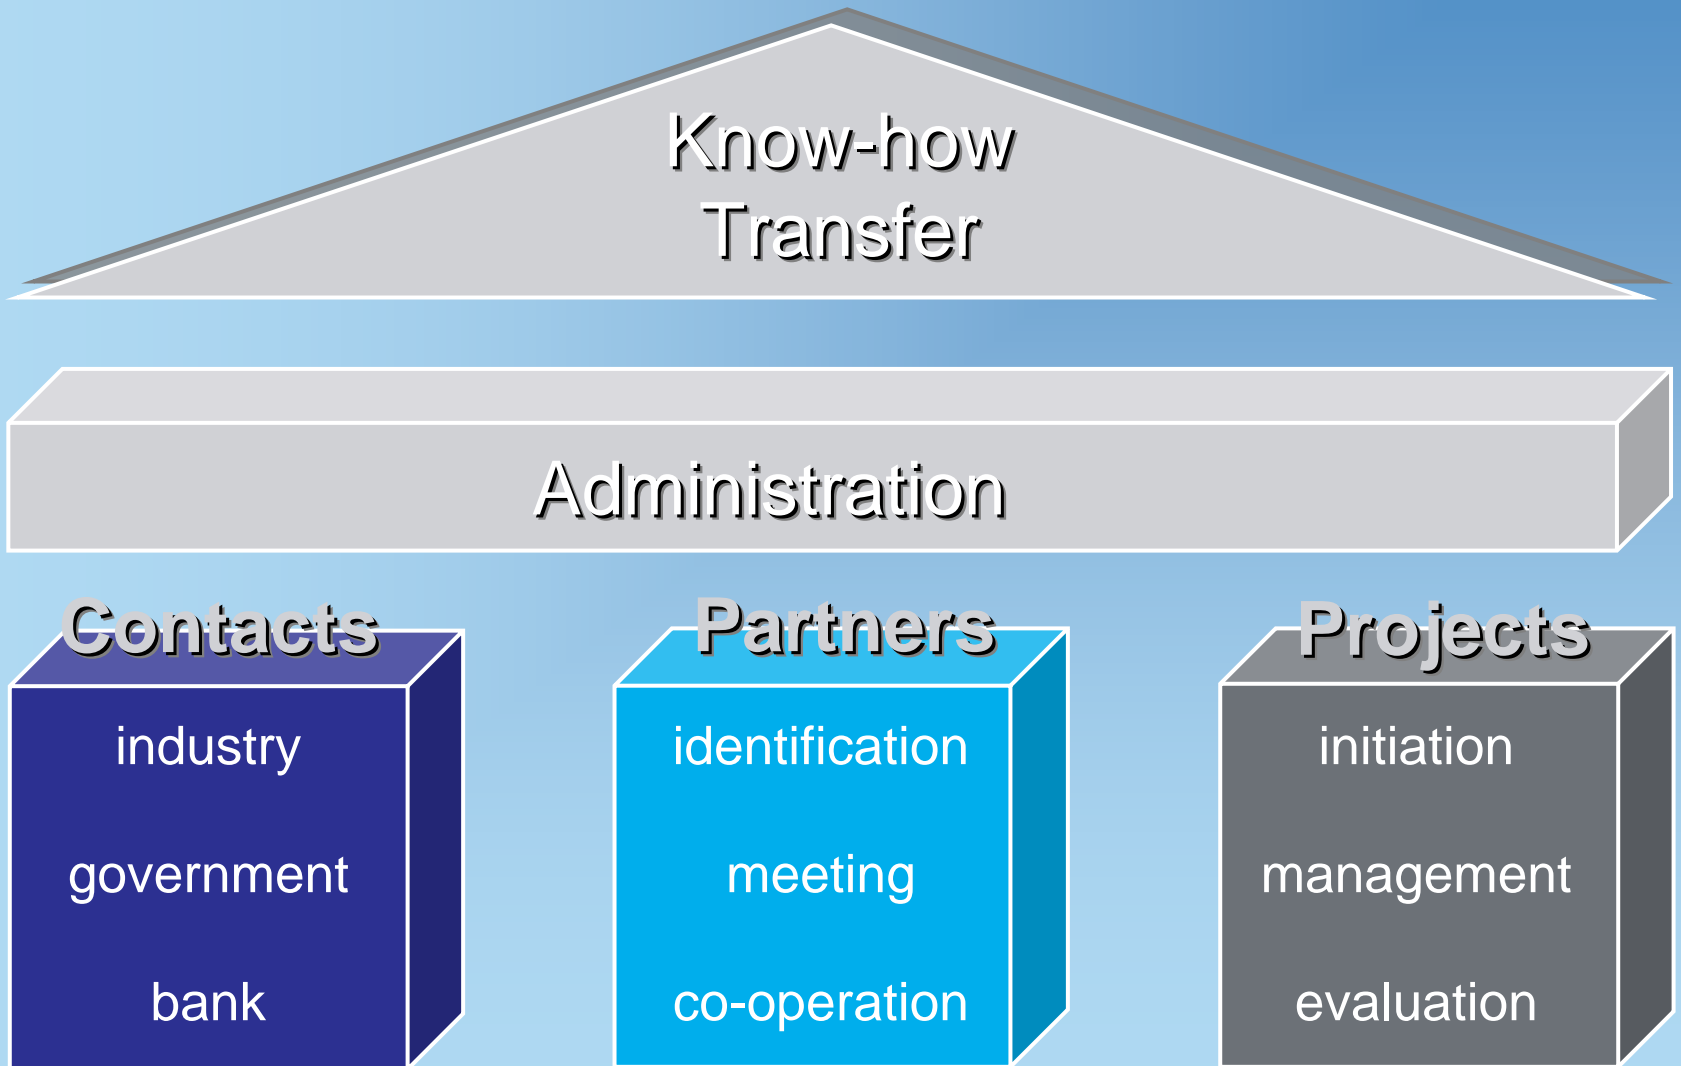 Know-how
Transfer
Administration
Contacts
industry
government
bank
Partners
identification
meeting
co-operation
Projects
initiation
management
evaluation